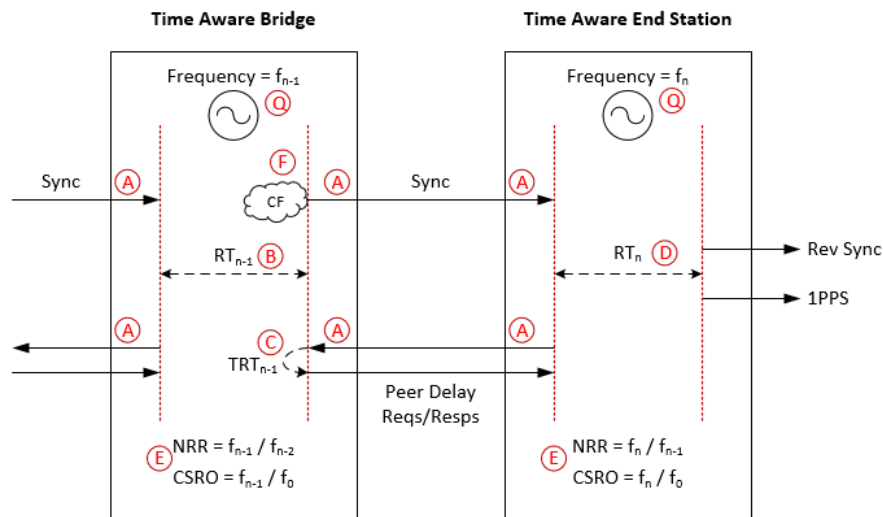 Time Aware Bridge
Time Aware End Station
Frequency = fn-1
Q
Frequency = fn
Q
F
Sync
A
CF
A
Sync
A
RTn-1
B
RTn
D
Rev Sync
1PPS
A
C
A
A
TRTn-1
Peer Delay
Reqs/Resps
E
NRR = fn-1 / fn-2
CSRO = fn-1 / f0
E
NRR = fn / fn-1
CSRO = fn / f0